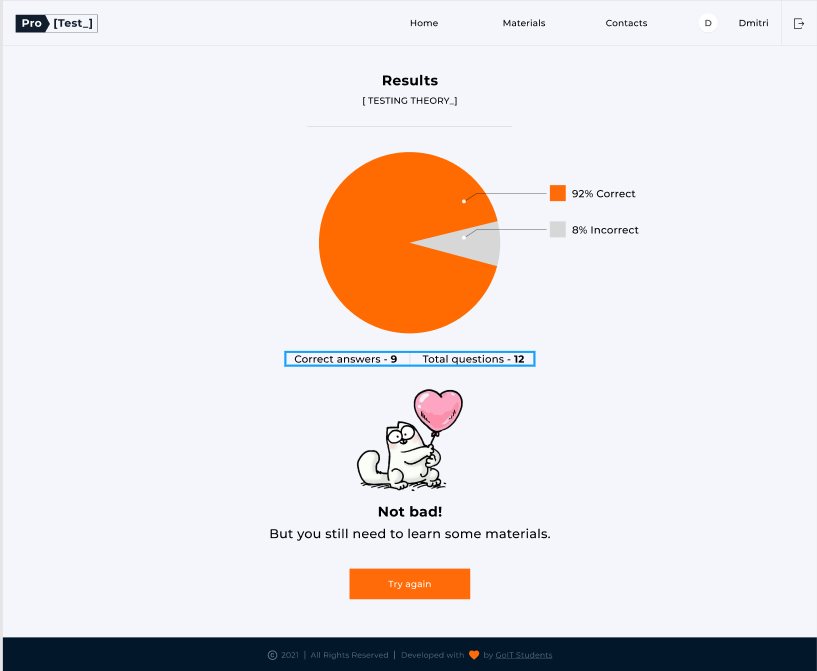 Pro [Test_] Home Materials Contacts D Dmitri
Results
[ TESTING THEORY_]
92% Correct
8% Incorrect
Correct answers - 9 Total questions - 12
Not bad!
But you still need to learn some materials.
Try again
© 2021 | All Rights Reserved | Developed with 🧡 by GoIT Students